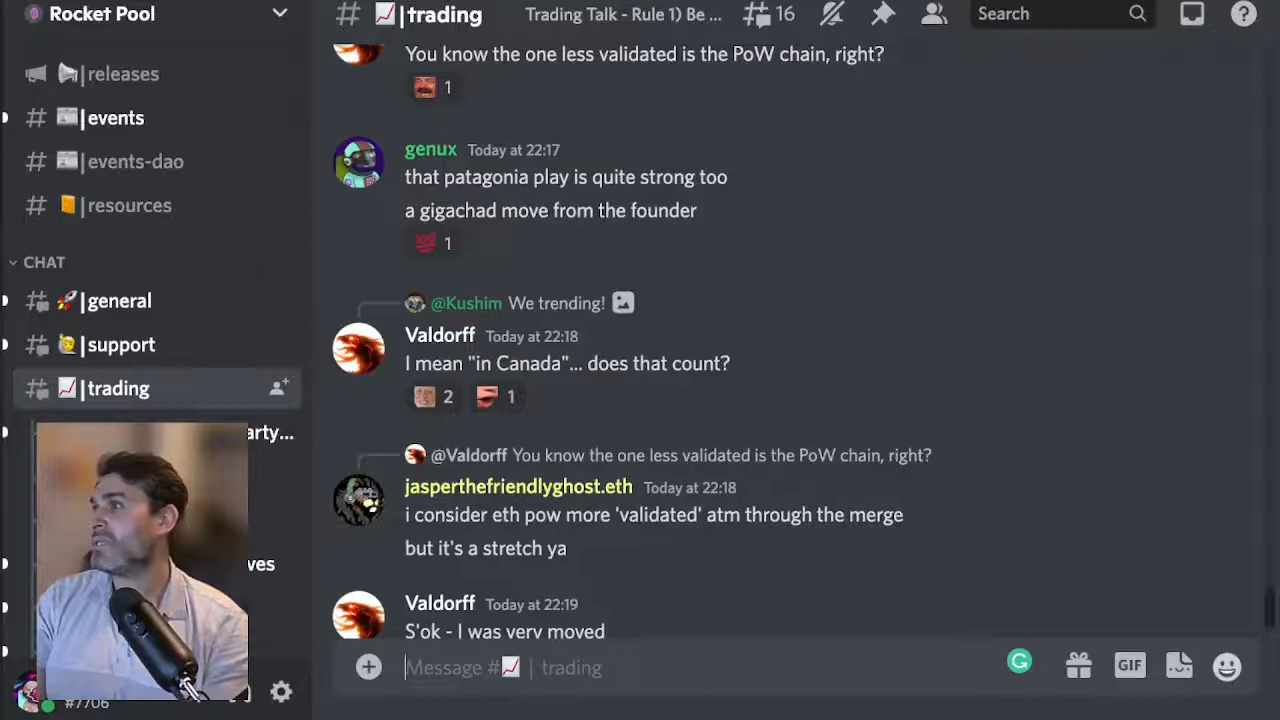 Rocket Pool
|trading
Trading Talk - Rule 1) Be ...
16
Search
|releases
|events
|events-dao
|resources
CHAT
|general
|support
|trading
arty...
ves
#7706
You know the one less validated is the PoW chain, right?
1
genux Today at 22:17
that patagonia play is quite strong too
a gigachad move from the founder
1
@Kushim We trending!
Valdorff Today at 22:18
I mean "in Canada"... does that count?
2 1
@Valdorff You know the one less validated is the PoW chain, right?
jasperthefriendlyghost.eth Today at 22:18
i consider eth pow more 'validated' atm through the merge
but it's a stretch ya
Valdorff Today at 22:19
S'ok - I was very moved
Message # | trading
GIF